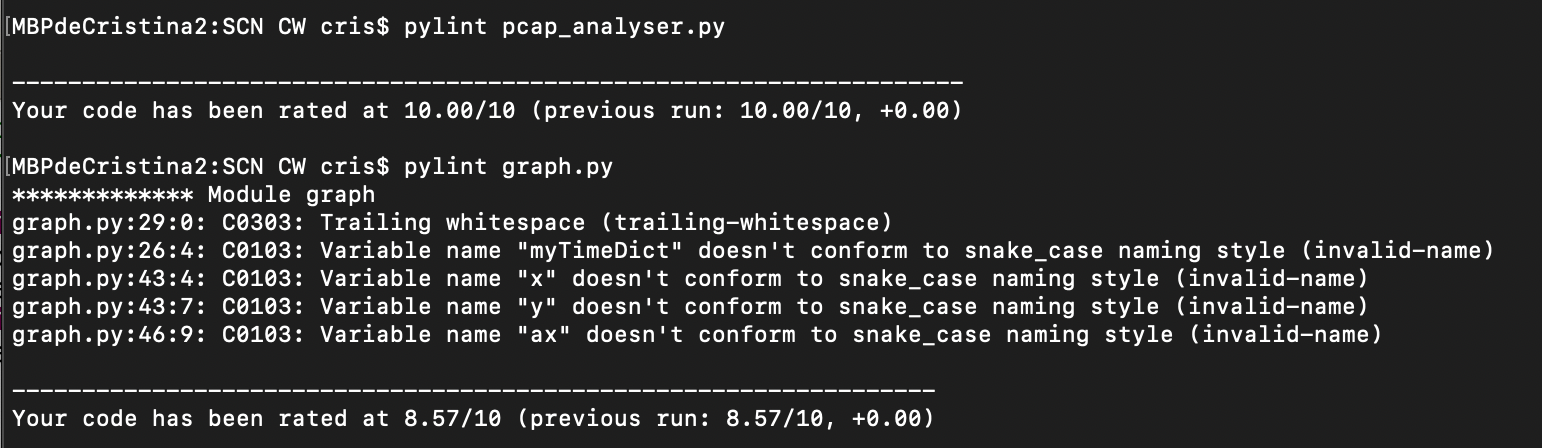 [MBPdeCristina2:SCN CW cris$ pylint pcap_analyser.py
--------------------------------------------------------------------
Your code has been rated at 10.00/10 (previous run: 10.00/10, +0.00)
[MBPdeCristina2:SCN CW cris$ pylint graph.py
************* Module graph
graph.py:29:0: C0303: Trailing whitespace (trailing-whitespace)
graph.py:26:4: C0103: Variable name "myTimeDict" doesn't conform to snake_case naming style (invalid-name)
graph.py:43:4: C0103: Variable name "x" doesn't conform to snake_case naming style (invalid-name)
graph.py:43:7: C0103: Variable name "y" doesn't conform to snake_case naming style (invalid-name)
graph.py:46:9: C0103: Variable name "ax" doesn't conform to snake_case naming style (invalid-name)
------------------------------------------------------------------
Your code has been rated at 8.57/10 (previous run: 8.57/10, +0.00)